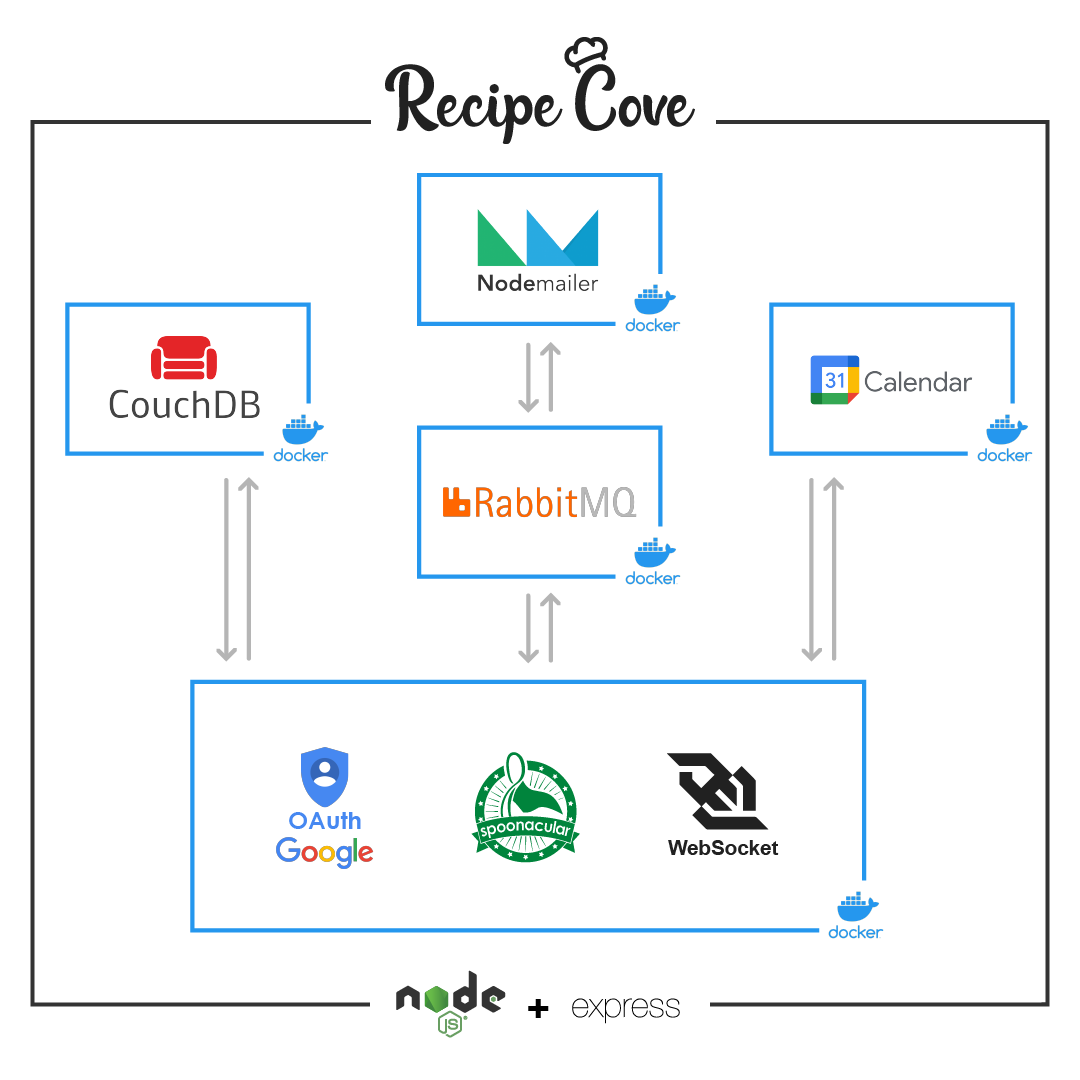 Recipe Cove
Nodemailer
docker
CouchDB
docker
31 Calendar
docker
RabbitMQ
docker
OAuth
Google
spoonacular
WebSocket
docker
node
JS
+
express